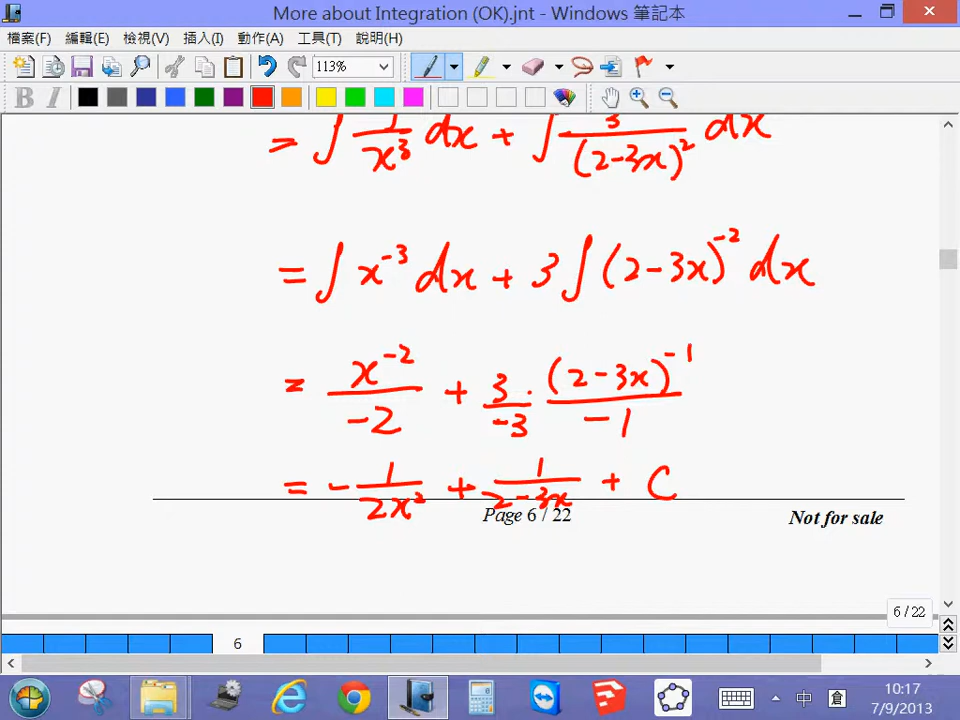 More about Integration (OK).jnt - Windows 筆記本
檔案(F) 編輯(E) 檢視(V) 插入(I) 動作(A) 工具(T) 說明(H)
113%
B I
= ∫ 1/x³ dx + ∫ 3/(2-3x)² dx
= ∫ x⁻³ dx + 3 ∫ (2-3x)⁻² dx
= x⁻²/-2 + 3/-3 · (2-3x)⁻¹/-1
= - 1/2x² + 1/2-3x + C
Page 6 / 22
Not for sale
6 / 22
6
中 倉 10:17
7/9/2013